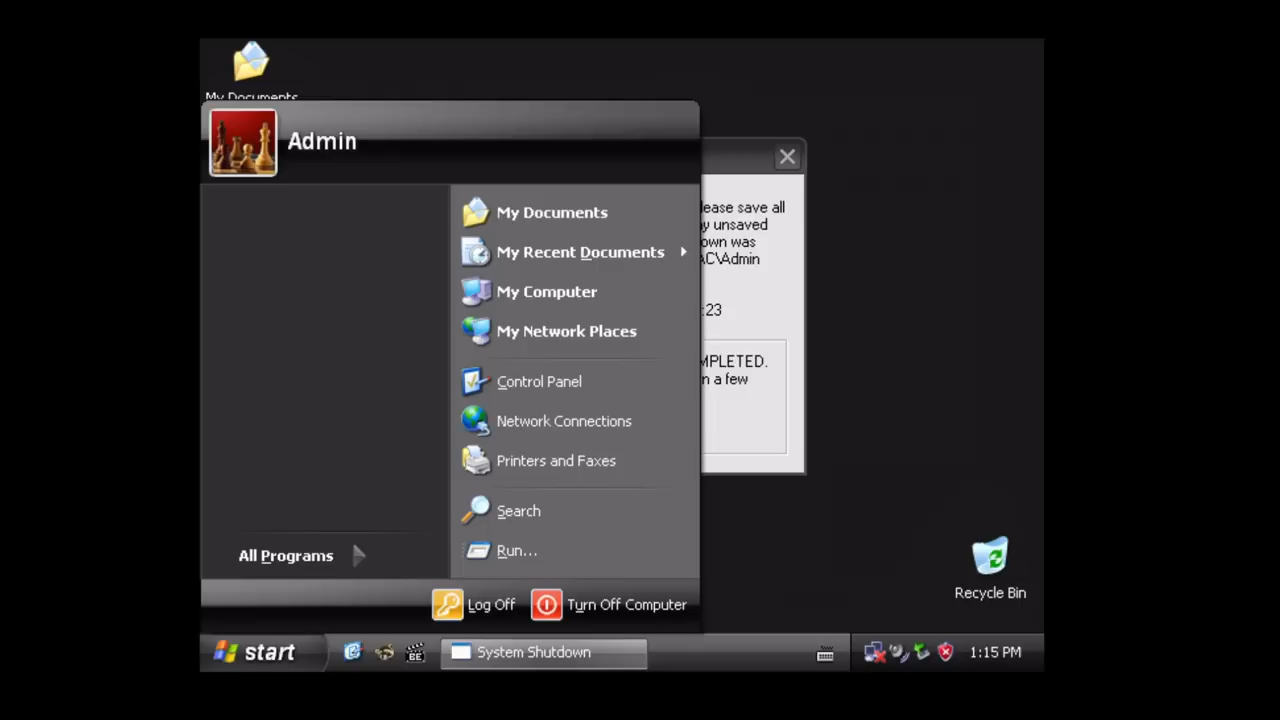 My Documents
Admin
My Documents
My Recent Documents
My Computer
My Network Places
Control Panel
Network Connections
Printers and Faxes
Search
Run...
All Programs
Log Off
Turn Off Computer
lease save all
y unsaved
own was
AC\Admin
:23
MPLETED.
n a few
Recycle Bin
start
BE
System Shutdown
1:15 PM